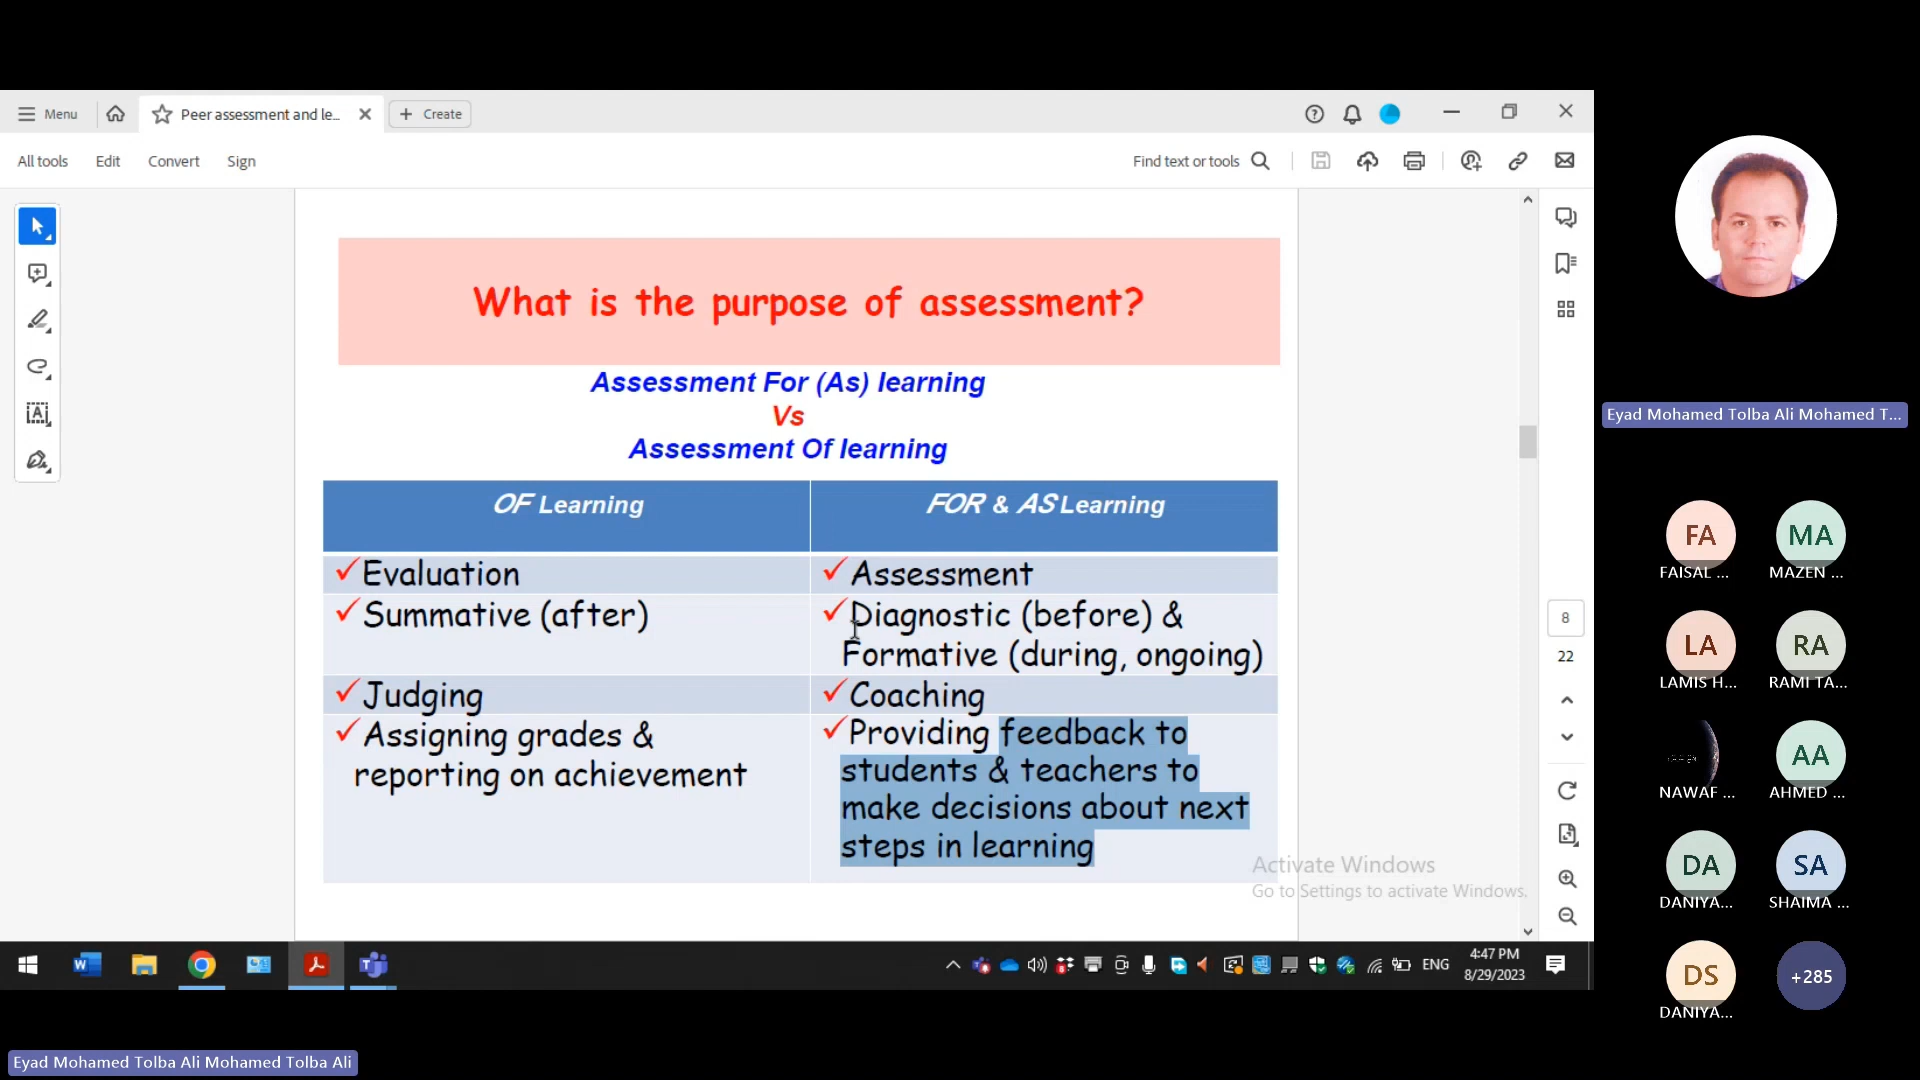 Menu
Peer assessment and le...
Create
All tools
Edit
Convert
Sign
Find text or tools
What is the purpose of assessment?
Assessment For (As) learning
Vs
Assessment Of learning
OF Learning
FOR & AS Learning
✓Evaluation
✓Assessment
✓Summative (after)
✓Diagnostic (before) &
Formative (during, ongoing)
✓Judging
✓Coaching
✓Assigning grades &
reporting on achievement
✓Providing feedback to
students & teachers to
make decisions about next
steps in learning
8
22
Activate Windows
Go to Settings to activate Windows.
ENG
4:47 PM
8/29/2023
Eyad Mohamed Tolba Ali Mohamed T...
FA
FAISAL ...
MA
MAZEN ...
LA
LAMIS H...
RA
RAMI TA...
NAWAF ...
AA
AHMED ...
DA
DANIYA...
SA
SHAIMA ...
DS
DANIYA...
+285
Eyad Mohamed Tolba Ali Mohamed Tolba Ali